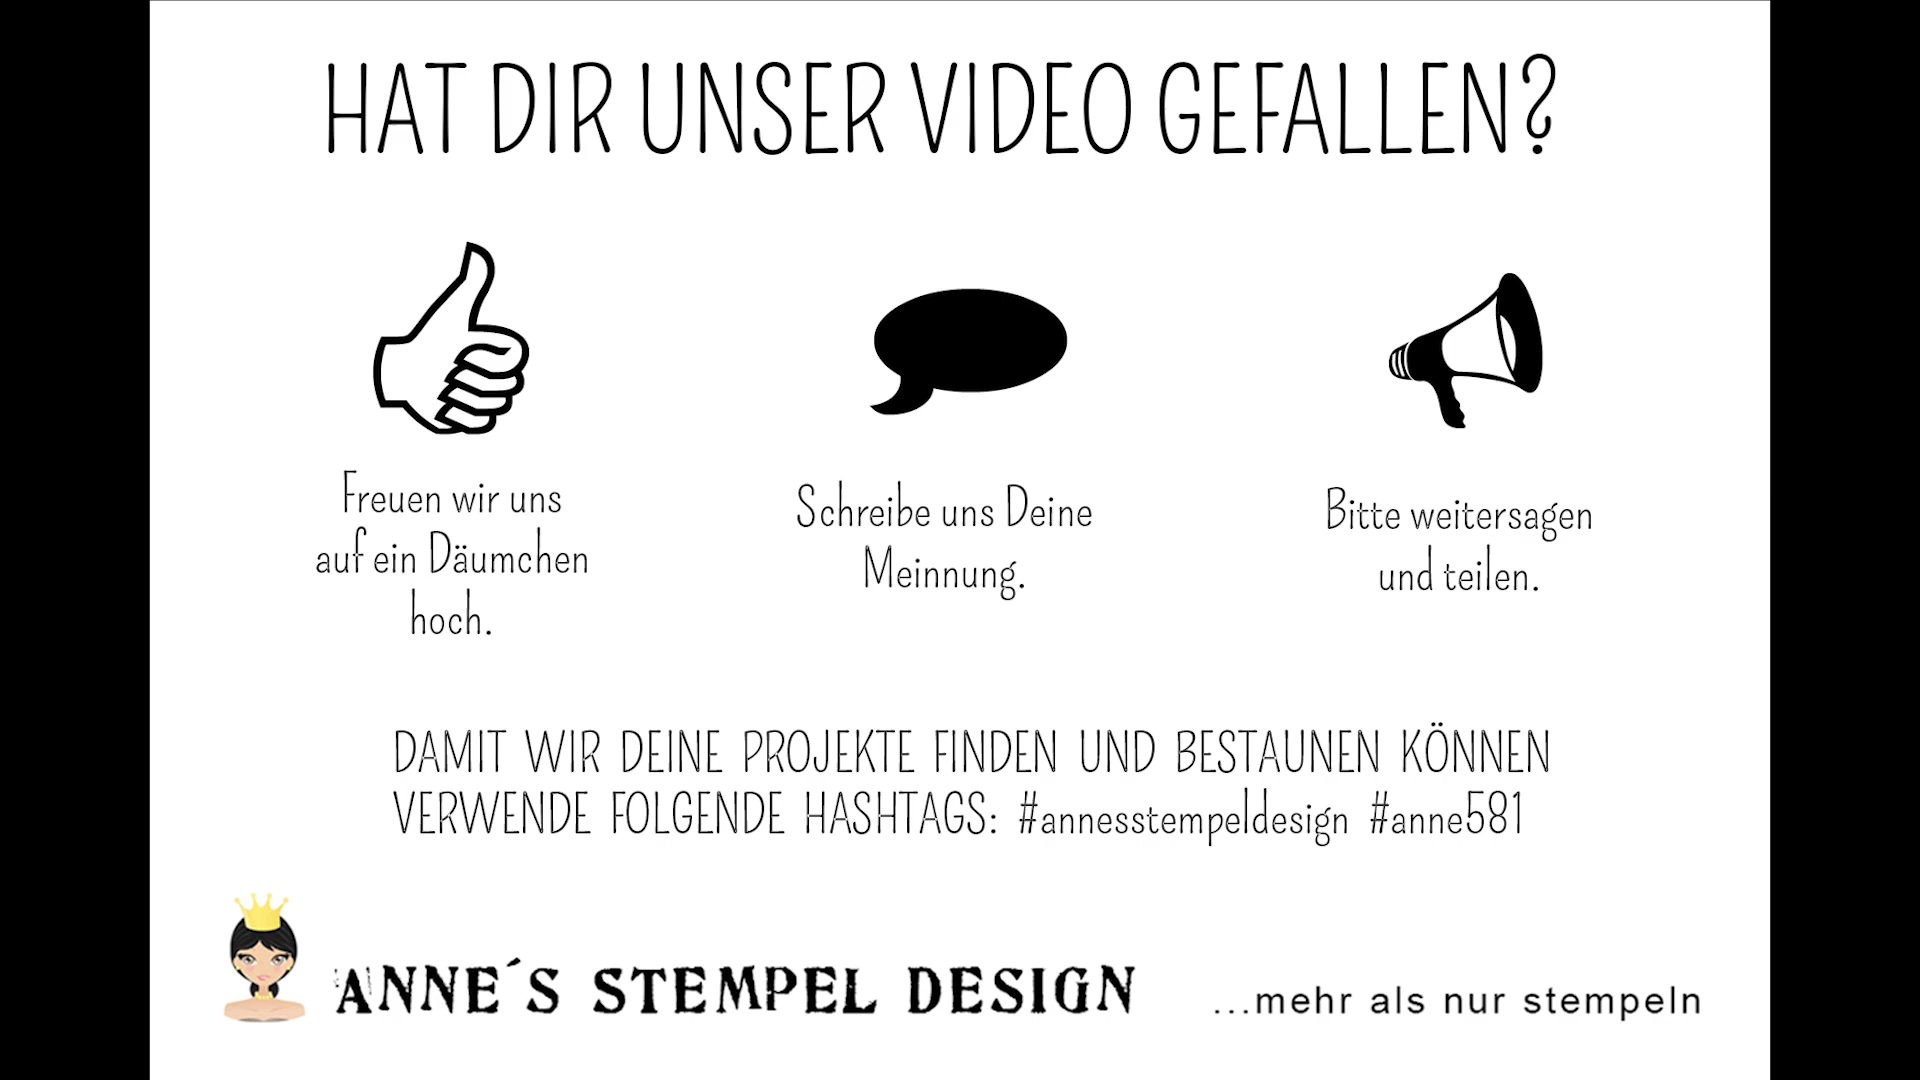 HAT DIR UNSER VIDEO GEFALLEN?
Freuen wir uns
auf ein Däumchen
hoch.
Schreibe uns Deine
Meinnung.
Bitte weitersagen
und teilen.
DAMIT WIR DEINE PROJEKTE FINDEN UND BESTAUNEN KÖNNEN
VERWENDE FOLGENDE HASHTAGS: #annesstempeldesign #anne581
ANNE´S STEMPEL DESIGN
...mehr als nur stempeln